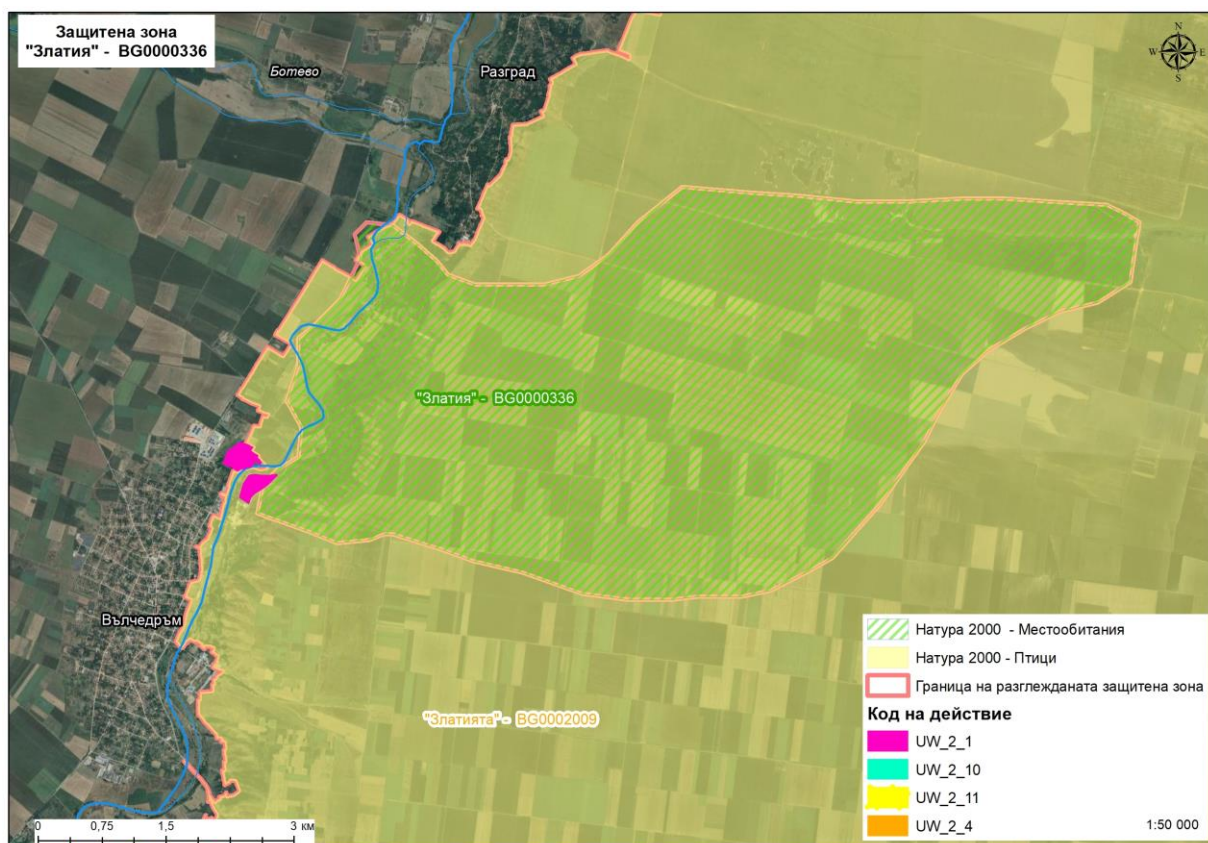 Защитена зона
"Златия" - BG0000336
N
W
E
S
Ботево
Разград
"Златия" - BG0000336
Вълчедръм
"Златията" - BG0002009
Натура 2000 - Местообитания
Натура 2000 - Птици
Граница на разглежданата защитена зона
Код на действие
UW_2_1
UW_2_10
UW_2_11
UW_2_4
1:50 000
0 0,75 1,5 3 км